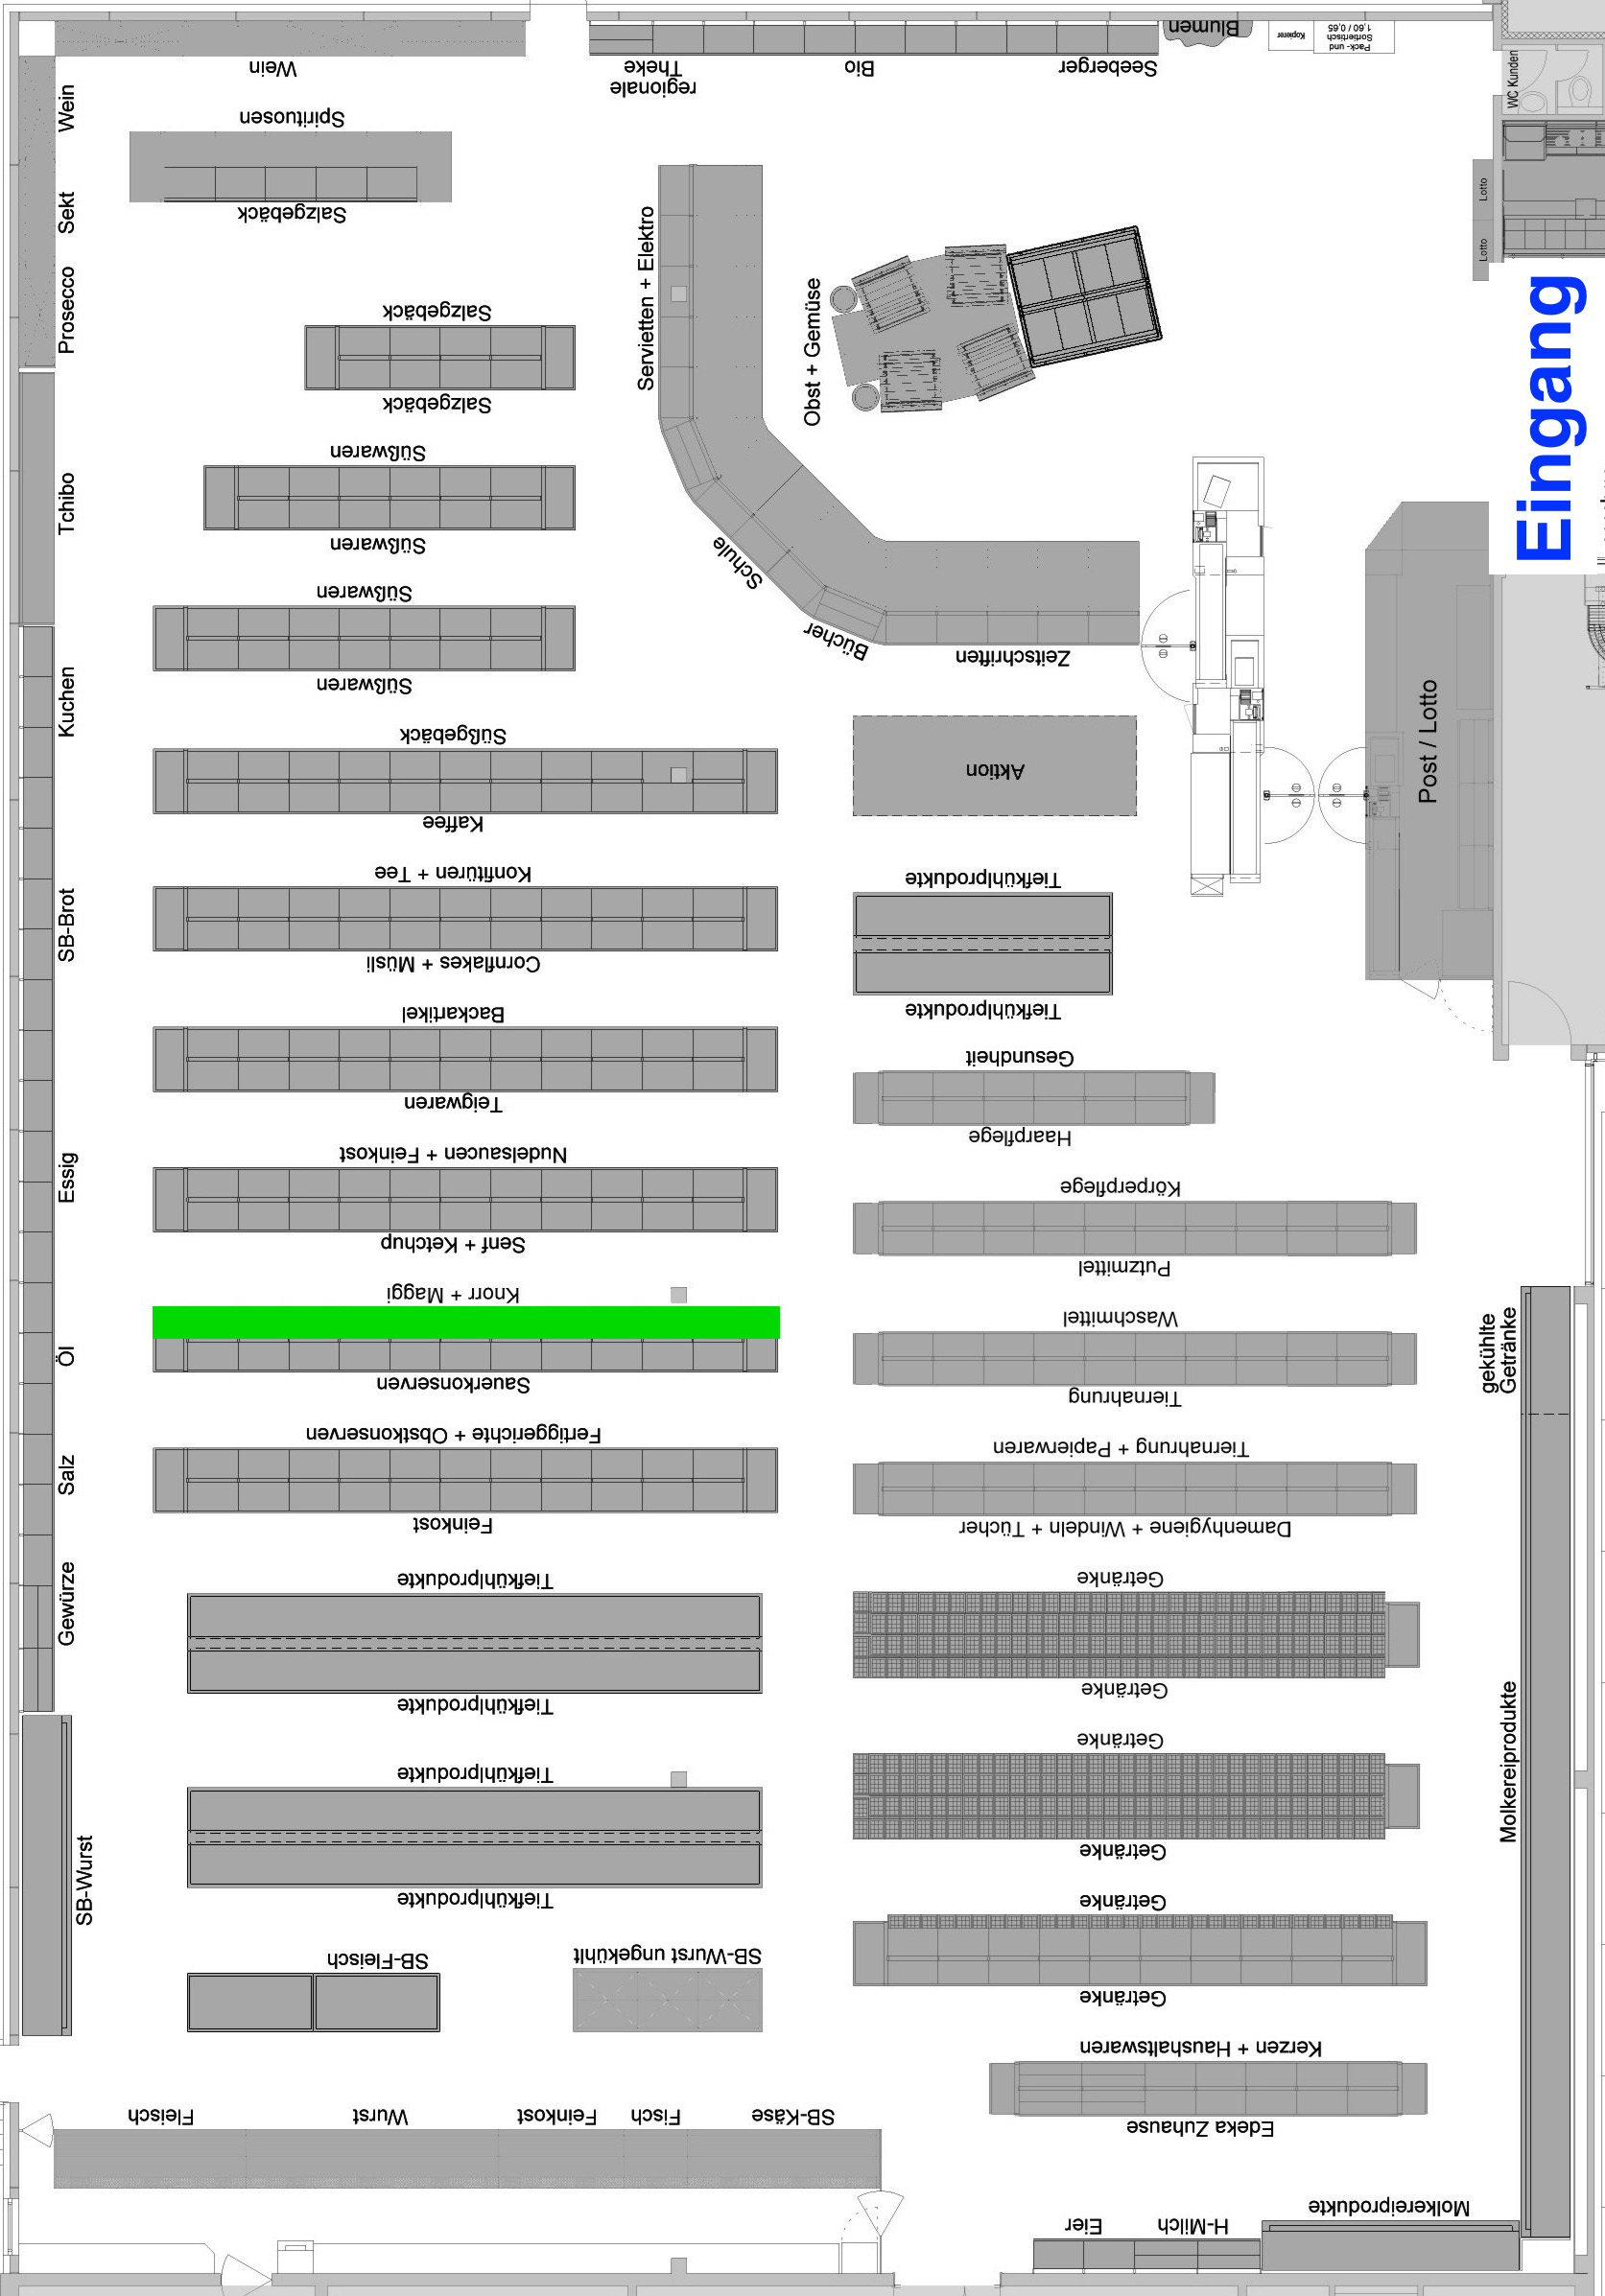 Wein
regionale
Theke
Bio
Seeberger
Blumen
Kopierer
Pack- und
Sortiertisch
1,60 / 0,65
WC Kunden
Wein
Sekt
Prosecco
Spirituosen
Salzgebäck
Lotto
Lotto
Eingang
Servietten + Elektro
Obst + Gemüse
Salzgebäck
Salzgebäck
Tchibo
Süßwaren
Süßwaren
Schule
Bücher
Zeitschriften
Süßwaren
Süßwaren
Kuchen
Süßgebäck
Kaffee
Aktion
Post / Lotto
SB-Brot
Konfitüren + Tee
Cornflakes + Müsli
Tiefkühlprodukte
Tiefkühlprodukte
Backartikel
Teigwaren
Gesundheit
Haarpflege
Essig
Nudelsaucen + Feinkost
Senf + Ketchup
Körperpflege
Putzmittel
Öl
Knorr + Maggi
Sauerkonserven
Waschmittel
Tiernahrung
gekühlte
Getränke
Salz
Fertiggerichte + Obstkonserven
Feinkost
Tiernahrung + Papierwaren
Damenhygiene + Windeln + Tücher
Gewürze
Tiefkühlprodukte
Tiefkühlprodukte
Getränke
Getränke
Molkereiprodukte
SB-Wurst
Tiefkühlprodukte
Tiefkühlprodukte
Getränke
Getränke
SB-Fleisch
SB-Wurst ungekühlt
Getränke
Getränke
Kerzen + Haushaltswaren
Edeka Zuhause
Fleisch
Wurst
Feinkost
Fisch
SB-Käse
Eier
H-Milch
Molkereiprodukte